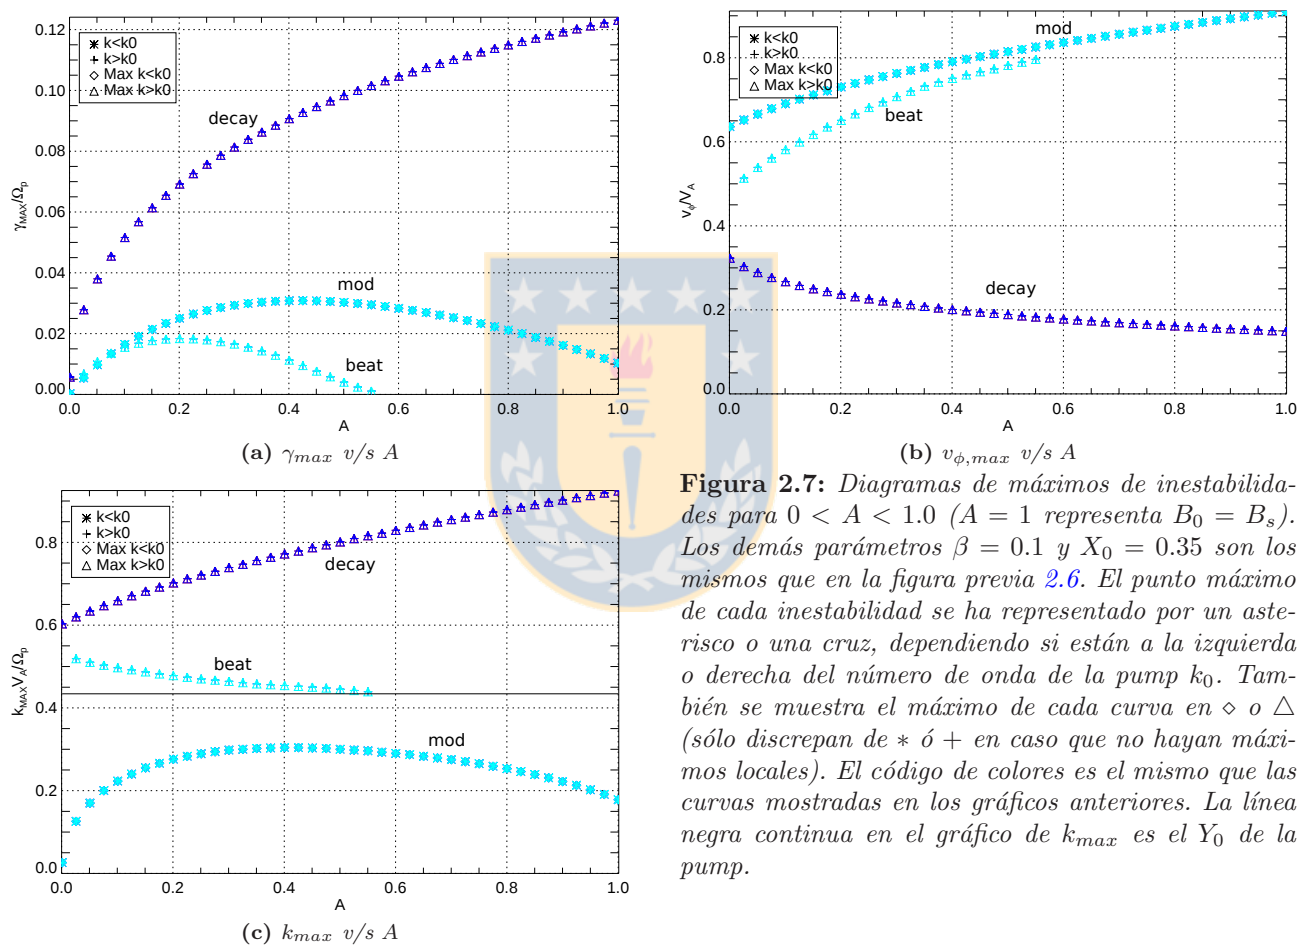 0.12
0.10
0.08
0.06
0.04
0.02
0.00
γMAX/Ωp
k<k0
k>k0
Max k<k0
Max k>k0
decay
mod
beat
0.0 0.2 0.4 0.6 0.8 1.0
A
(a) γmax v/s A
0.8
0.6
0.4
0.2
0.0
vϕ/VA
k<k0
k>k0
Max k<k0
Max k>k0
mod
beat
decay
0.0 0.2 0.4 0.6 0.8 1.0
A
(b) vϕ,max v/s A
0.8
0.6
0.4
0.2
0.0
kMAXVA/Ωp
k<k0
k>k0
Max k<k0
Max k>k0
decay
beat
mod
0.0 0.2 0.4 0.6 0.8 1.0
A
(c) kmax v/s A
Figura 2.7: Diagramas de máximos de inestabilida-
des para 0 < A < 1.0 (A = 1 representa B0 = Bs).
Los demás parámetros β = 0.1 y X0 = 0.35 son los
mismos que en la figura previa 2.6. El punto máximo
de cada inestabilidad se ha representado por un aste-
risco o una cruz, dependiendo si están a la izquierda
o derecha del número de onda de la pump k0. Tam-
bién se muestra el máximo de cada curva en ⋄ o △
(sólo discrepan de ∗ ó + en caso que no hayan máxi-
mos locales). El código de colores es el mismo que las
curvas mostradas en los gráficos anteriores. La línea
negra continua en el gráfico de kmax es el Y0 de la
pump.